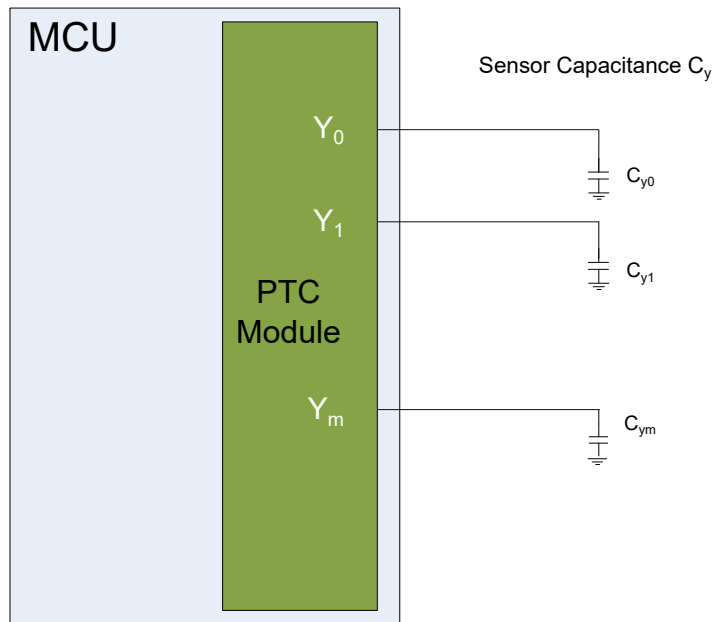 MCU
Sensor Capacitance Cy
Y0
Cy0
Y1
Cy1
PTC
Module
Ym
Cym